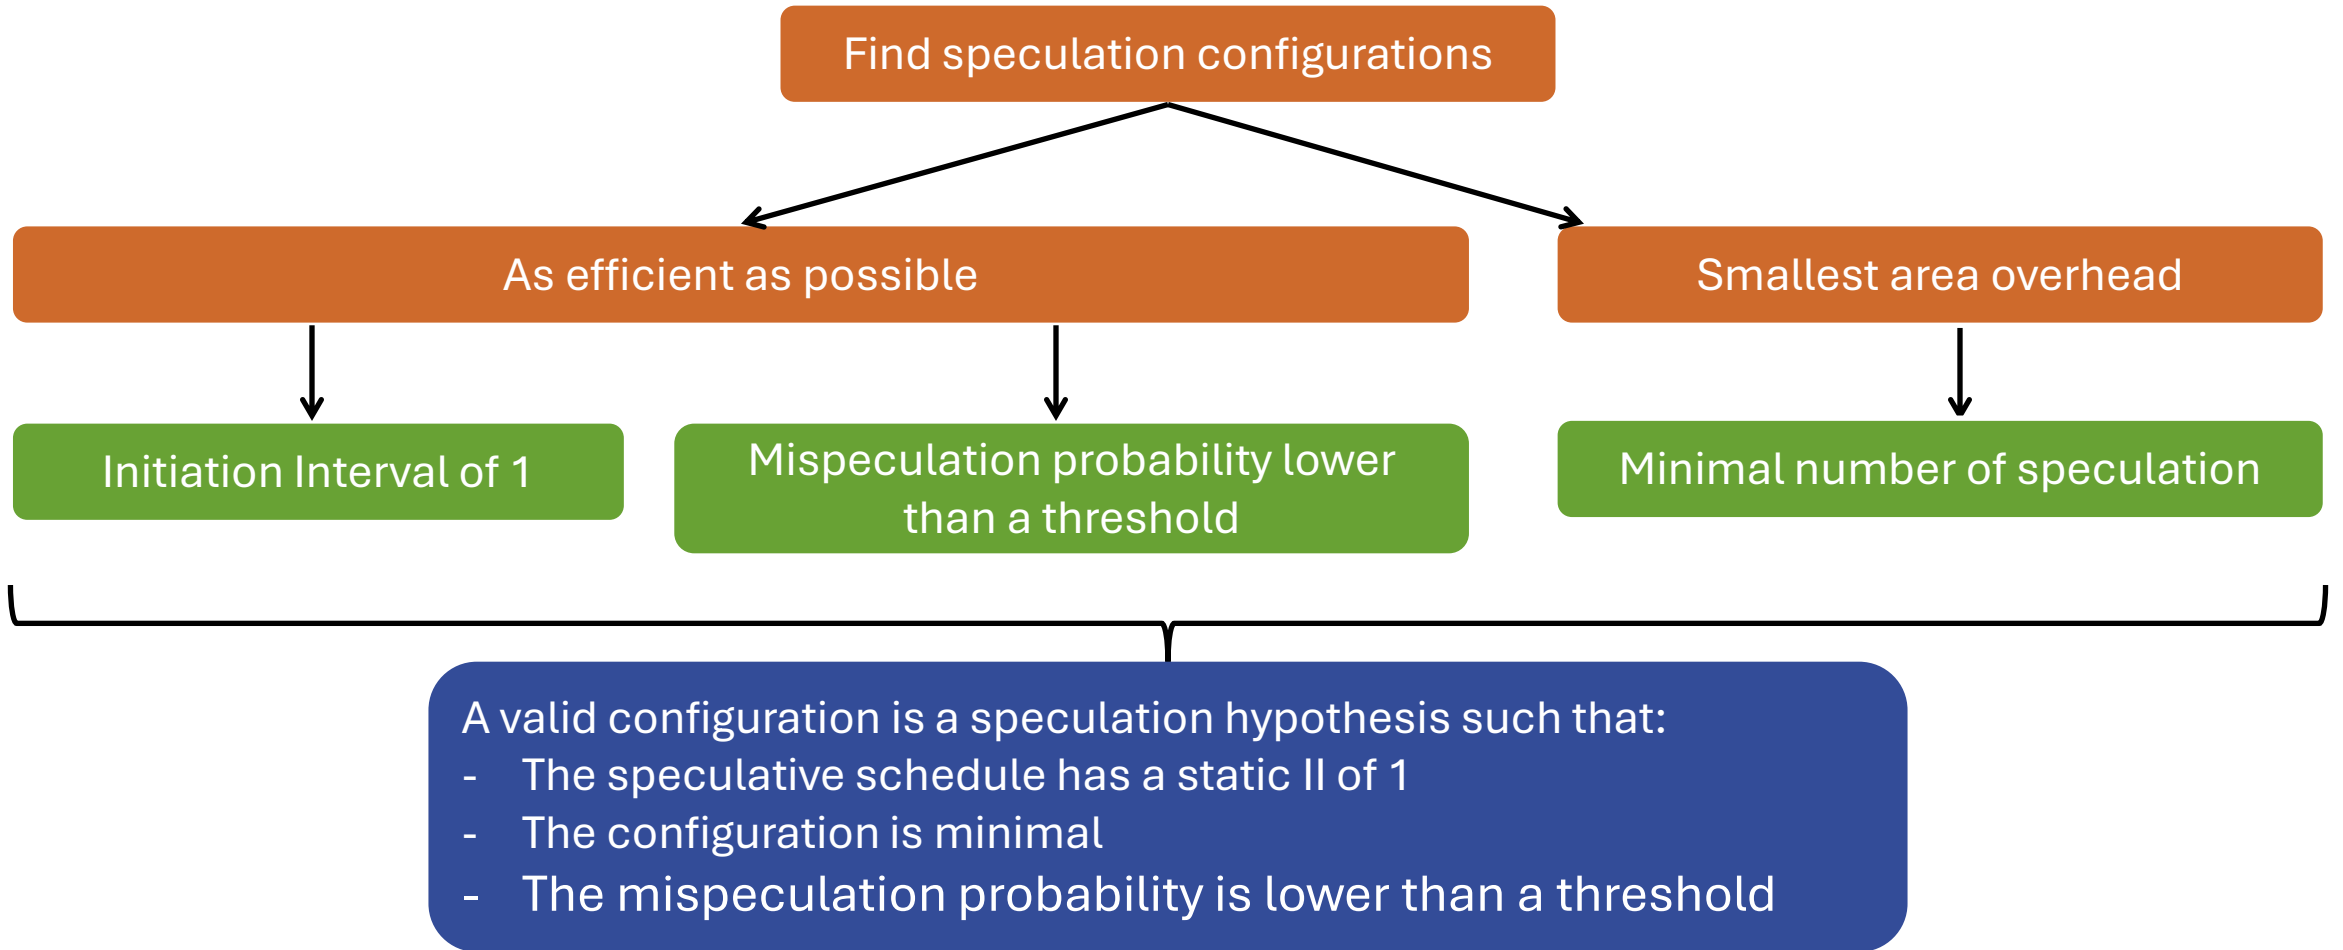 Find speculation configurations
As efficient as possible
Smallest area overhead
Initiation Interval of 1
Mispeculation probability lower
than a threshold
Minimal number of speculation
A valid configuration is a speculation hypothesis such that:
- The speculative schedule has a static II of 1
- The configuration is minimal
- The mispeculation probability is lower than a threshold